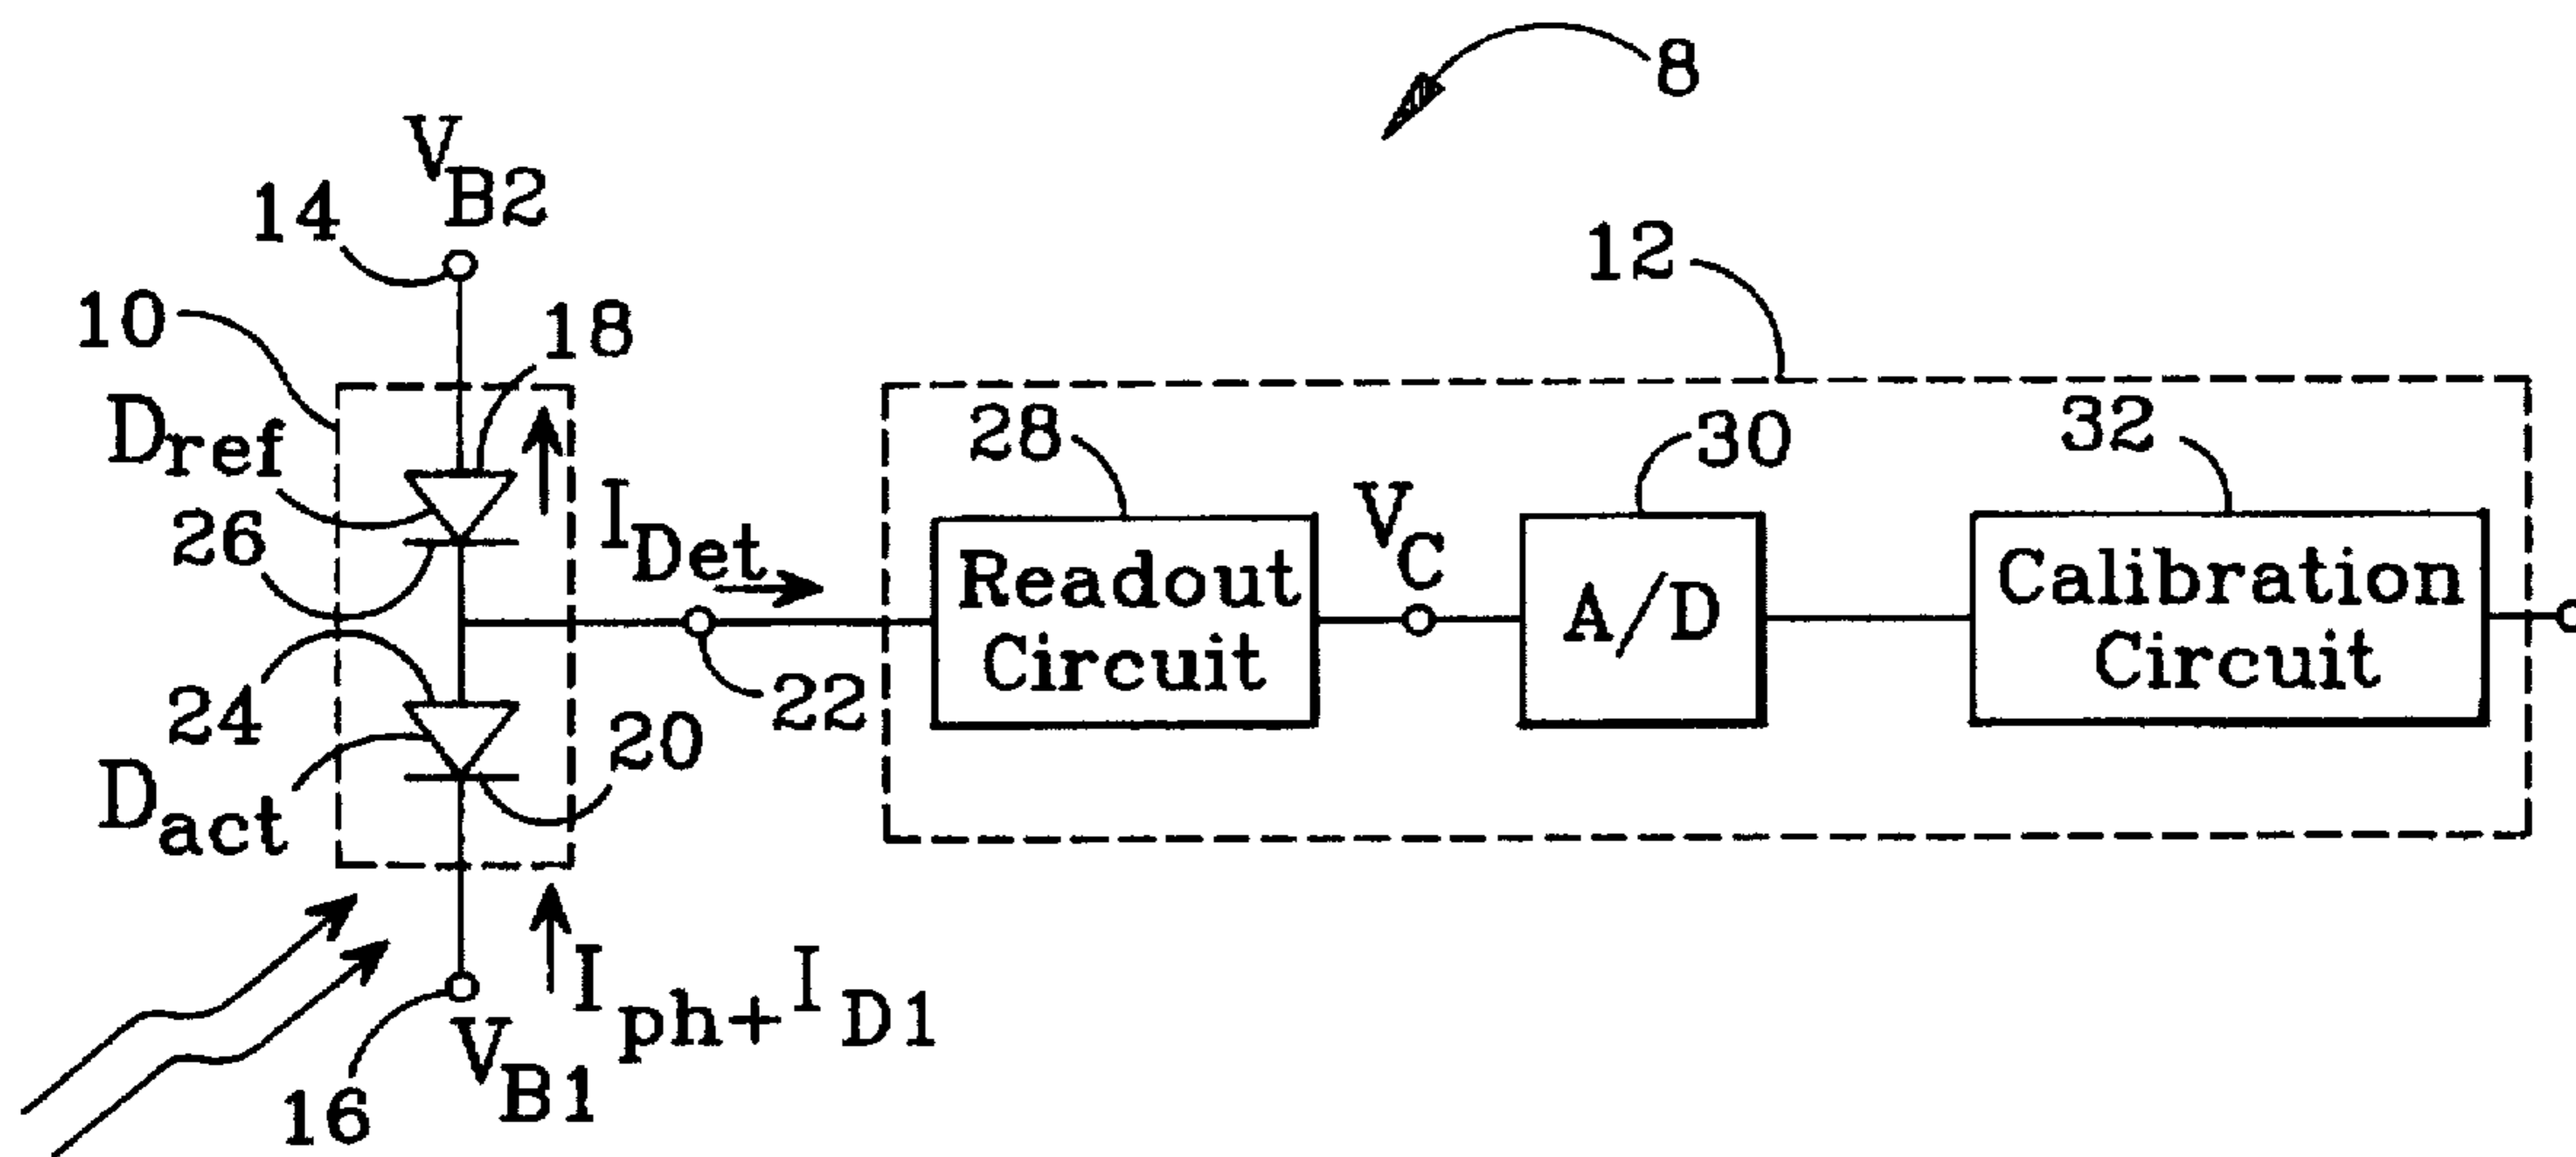 8
V_B2
14
12
10
18
D_ref
28
30
32
26
I_Det
V_C
Readout
Circuit
A/D
Calibration
Circuit
24
22
20
D_act
I_ph + I_D1
V_B1
16